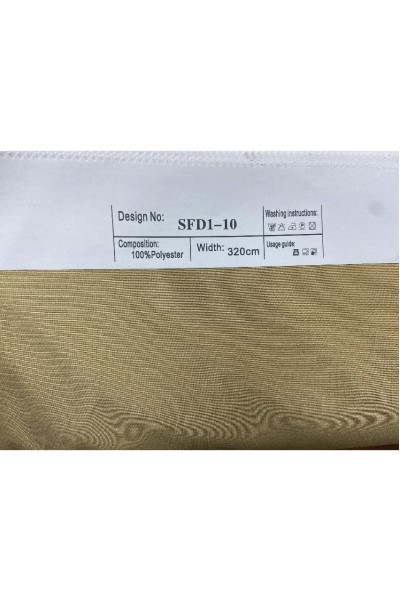 Design No: SFD1-10
Washing instructions:
Composition:
100%Polyester
Width: 320cm
Usage guide: